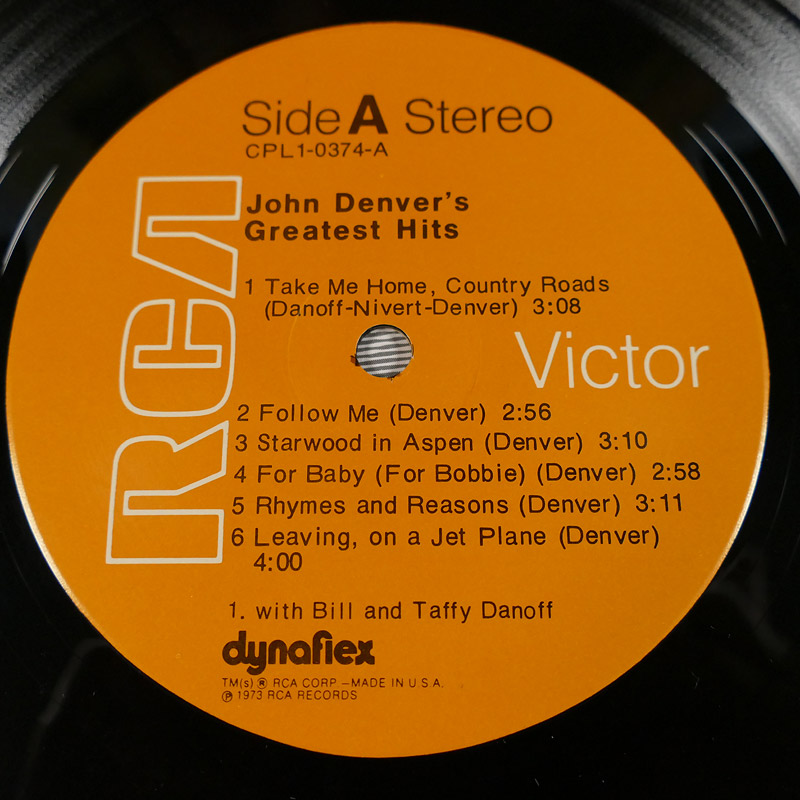 Side A Stereo
CPL1-0374-A
RCA
John Denver's
Greatest Hits
1 Take Me Home, Country Roads
(Danoff-Nivert-Denver) 3:08
Victor
2 Follow Me (Denver) 2:56
3 Starwood in Aspen (Denver) 3:10
4 For Baby (For Bobbie) (Denver) 2:58
5 Rhymes and Reasons (Denver) 3:11
6 Leaving, on a Jet Plane (Denver)
4:00
1. with Bill and Taffy Danoff
dynaflex
TM(s) ® RCA CORP –MADE IN U.S.A.
℗ 1973 RCA RECORDS